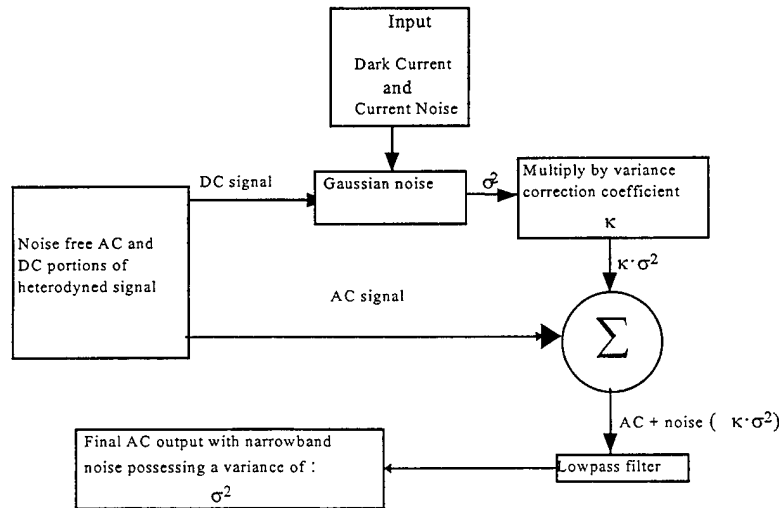 Input
Dark Current
and
Current Noise
DC signal
Gaussian noise
σ²
Multiply by variance
correction coefficient
κ
Noise free AC and
DC portions of
heterodyned signal
κ·σ²
AC signal
Σ
AC + noise ( κ·σ²)
Lowpass filter
Final AC output with narrowband
noise possessing a variance of :
σ²